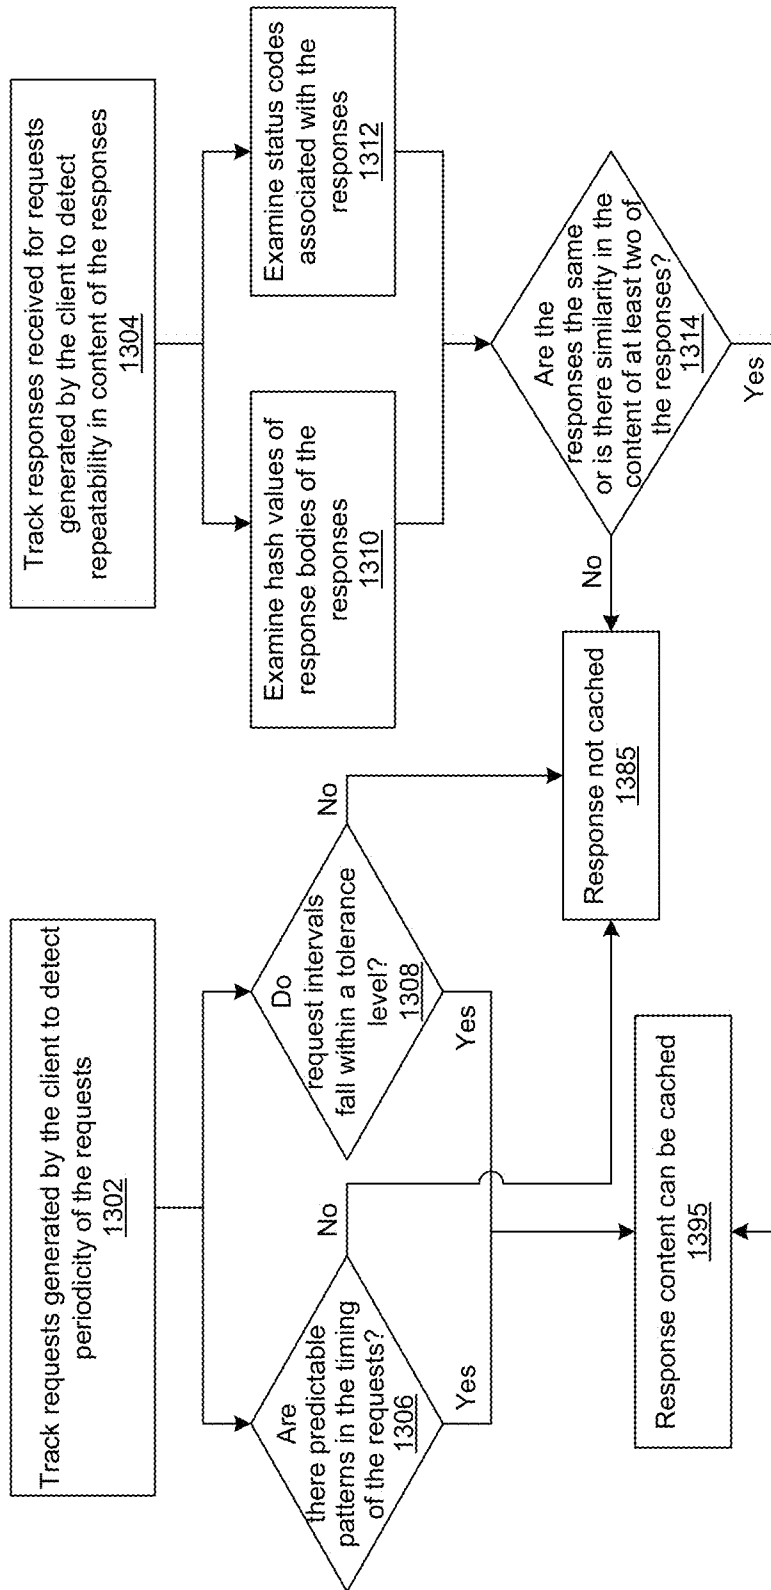 Track requests generated by the client to detect
periodicity of the requests
1302
Are
there predictable
patterns in the timing
of the requests?
1306
No
Yes
Do
request intervals
fall within a tolerance
level?
1308
No
Yes
Response content can be cached
1395
Response not cached
1385
Track responses received for requests
generated by the client to detect
repeatability in content of the responses
1304
Examine hash values of
response bodies of the
responses
1310
Examine status codes
associated with the
responses
1312
Are the
responses the same
or is there similarity in the
content of at least two of
the responses?
1314
No
Yes